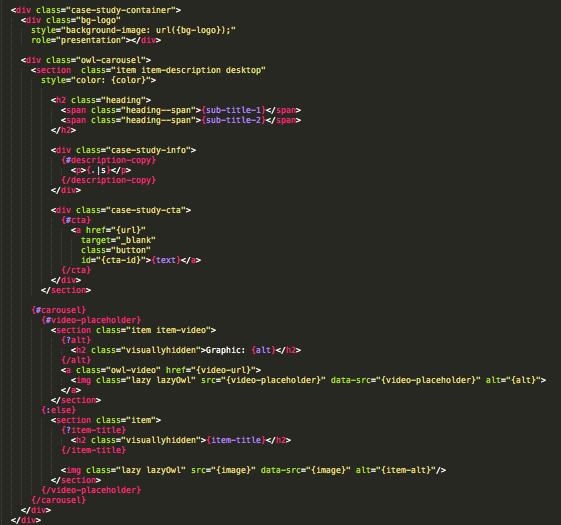 <div class="case-study-container">
<div class="bg-logo"
style="background-image: url({bg-logo});"
role="presentation"></div>
<div class="owl-carousel">
<section  class="item item-description desktop"
style="color: {color}">
<h2 class="heading">
<span class="heading--span">{sub-title-1}</span>
<span class="heading--span">{sub-title-2}</span>
</h2>
<div class="case-study-info">
{#description-copy}
<p>{.|s}</p>
{/description-copy}
</div>
<div class="case-study-cta">
{#cta}
<a href="{url}"
target="_blank"
class="button"
id="{cta-id}">{text}</a>
{/cta}
</div>
</section>
{#carousel}
{#video-placeholder}
<section class="item item-video">
{?alt}
<h2 class="visuallyhidden">Graphic: {alt}</h2>
{/alt}
<a class="owl-video" href="{video-url}">
<img class="lazy lazyOwl" src="{video-placeholder}" data-src="{video-placeholder}" alt="{alt}">
</a>
</section>
{:else}
<section class="item">
{?item-title}
<h2 class="visuallyhidden">{item-title}</h2>
{/item-title}
<img class="lazy lazyOwl" src="{image}" data-src="{image}" alt="{item-alt}"/>
</section>
{/video-placeholder}
{/carousel}
</div>
</div>